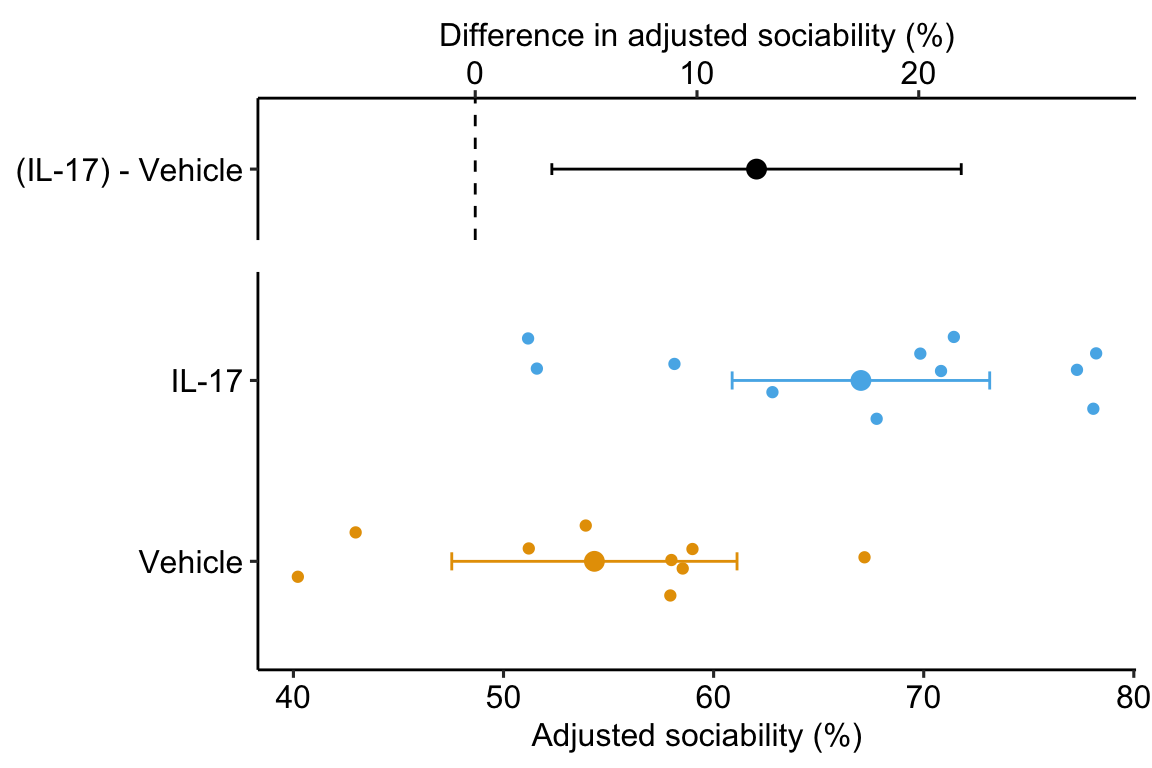 Difference in adjusted sociability (%)
0 10 20
(IL-17) - Vehicle
IL-17
Vehicle
40 50 60 70 80
Adjusted sociability (%)